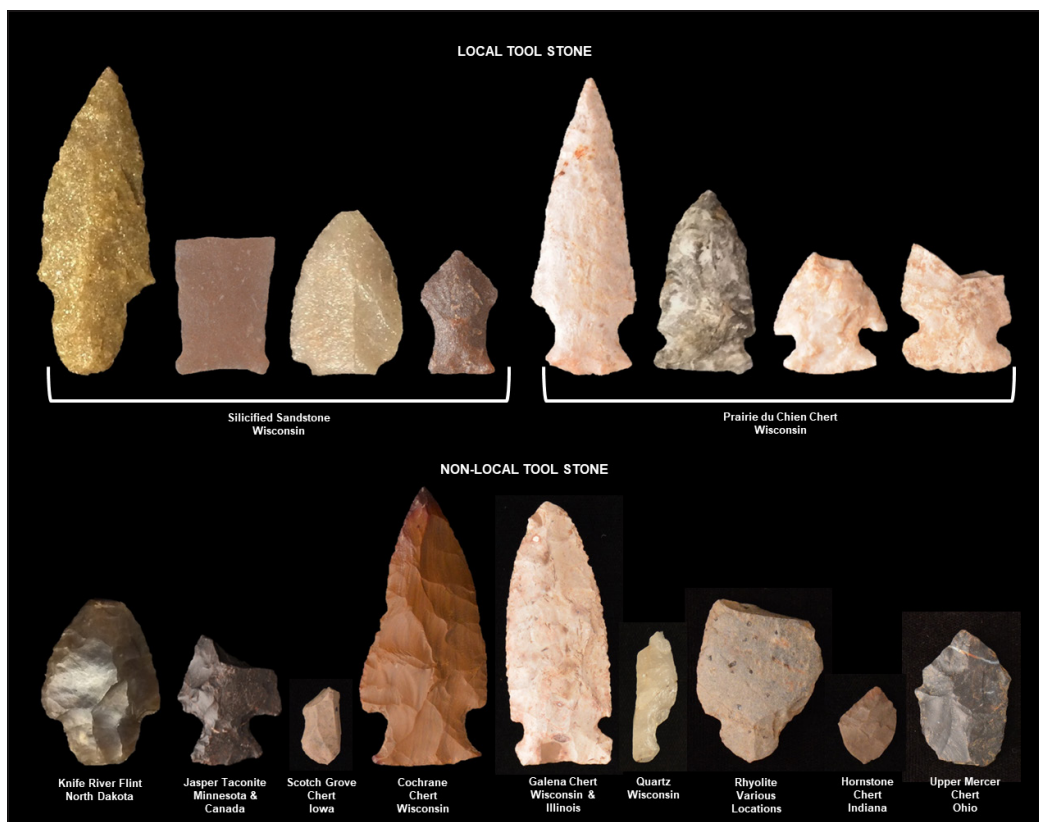 LOCAL TOOL STONE
Silicified Sandstone
Wisconsin
Prairie du Chien Chert
Wisconsin
NON-LOCAL TOOL STONE
Knife River Flint
North Dakota
Jasper Taconite
Minnesota &
Canada
Scotch Grove
Chert
Iowa
Cochrane
Chert
Wisconsin
Galena Chert
Wisconsin &
Illinois
Quartz
Wisconsin
Rhyolite
Various
Locations
Hornstone
Chert
Indiana
Upper Mercer
Chert
Ohio